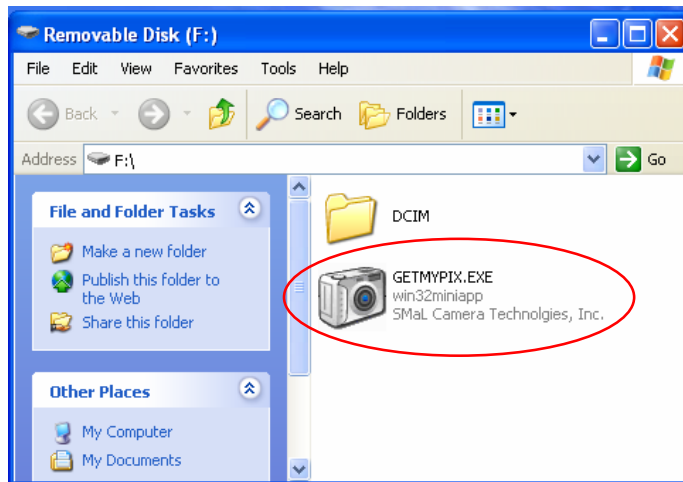 Removable Disk (F:)
File Edit View Favorites Tools Help
Back Search Folders
Address F:\ Go
File and Folder Tasks
Make a new folder
Publish this folder to
the Web
Share this folder
Other Places
My Computer
My Documents
DCIM
GETMYPIX.EXE
win32miniapp
SMaL Camera Technolgies, Inc.